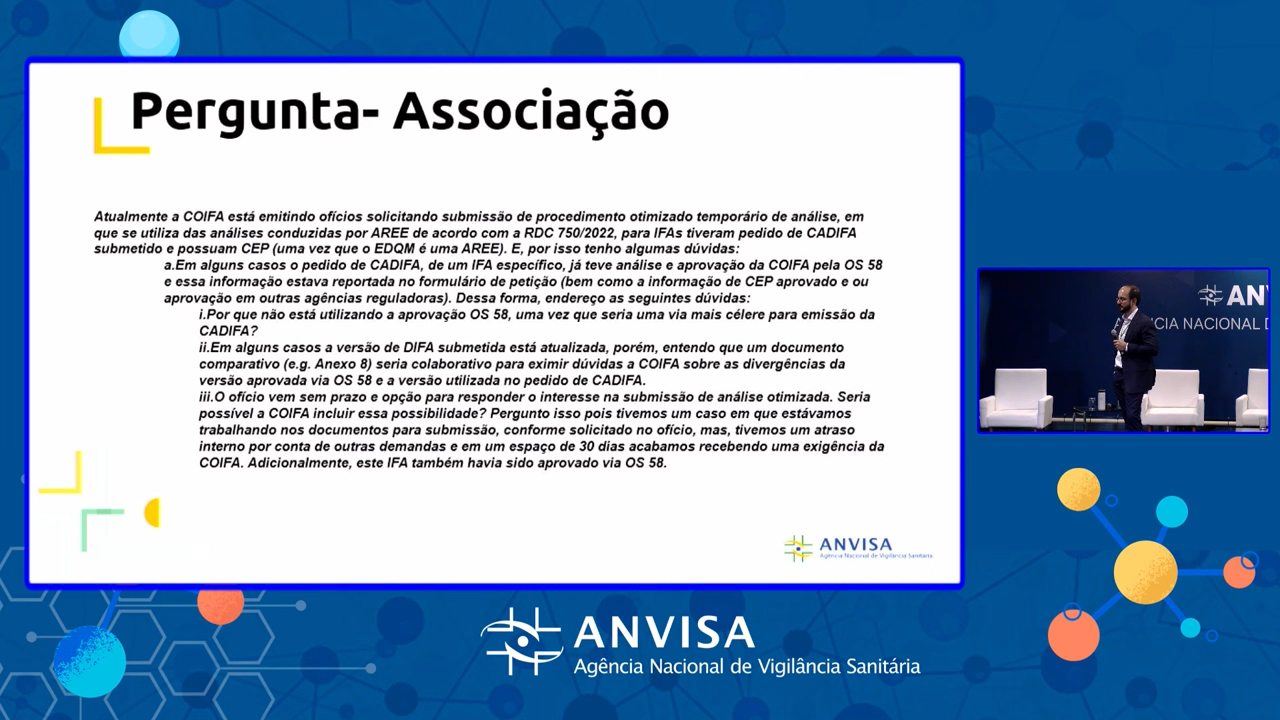 Pergunta- Associação
Atualmente a COIFA está emitindo ofícios solicitando submissão de procedimento otimizado temporário de análise, em
que se utiliza das análises conduzidas por AREE de acordo com a RDC 750/2022, para IFAs tiveram pedido de CADIFA
submetido e possuam CEP (uma vez que o EDQM é uma AREE). E, por isso tenho algumas dúvidas:
a.Em alguns casos o pedido de CADIFA, de um IFA específico, já teve análise e aprovação da COIFA pela OS 58
e essa informação estava reportada no formulário de petição (bem como a informação de CEP aprovado e ou
aprovação em outras agências reguladoras). Dessa forma, endereço as seguintes dúvidas:
i.Por que não está utilizando a aprovação OS 58, uma vez que seria uma via mais célere para emissão da
CADIFA?
ii.Em alguns casos a versão de DIFA submetida está atualizada, porém, entendo que um documento
comparativo (e.g. Anexo 8) seria colaborativo para eximir dúvidas a COIFA sobre as divergências da
versão aprovada via OS 58 e a versão utilizada no pedido de CADIFA.
iii.O ofício vem sem prazo e opção para responder o interesse na submissão de análise otimizada. Seria
possível a COIFA incluir essa possibilidade? Pergunto isso pois tivemos um caso em que estávamos
trabalhando nos documentos para submissão, conforme solicitado no ofício, mas, tivemos um atraso
interno por conta de outras demandas e em um espaço de 30 dias acabamos recebendo uma exigência da
COIFA. Adicionalmente, este IFA também havia sido aprovado via OS 58.
ANVISA
Agência Nacional de Vigilância Sanitária
AN
CIA NACIONAL D
ANVISA
Agência Nacional de Vigilância Sanitária